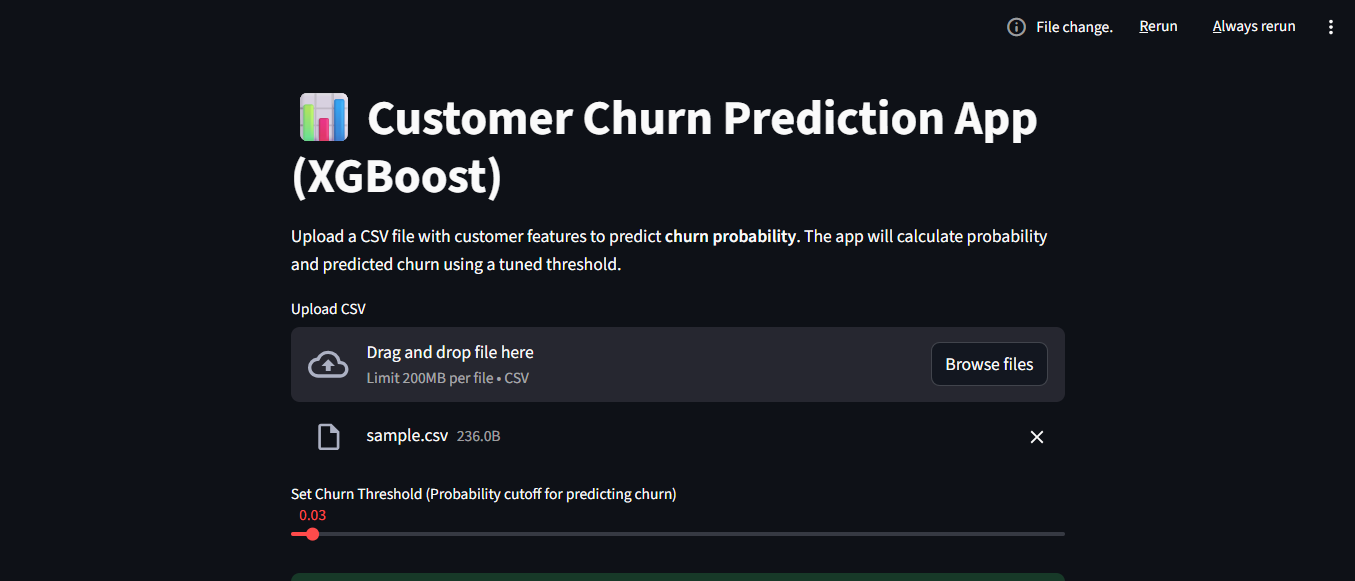 File change.
Rerun
Always rerun
Customer Churn Prediction App
(XGBoost)
Upload a CSV file with customer features to predict churn probability. The app will calculate probability
and predicted churn using a tuned threshold.
Upload CSV
Drag and drop file here
Limit 200MB per file • CSV
Browse files
sample.csv 236.0B
Set Churn Threshold (Probability cutoff for predicting churn)
0.03